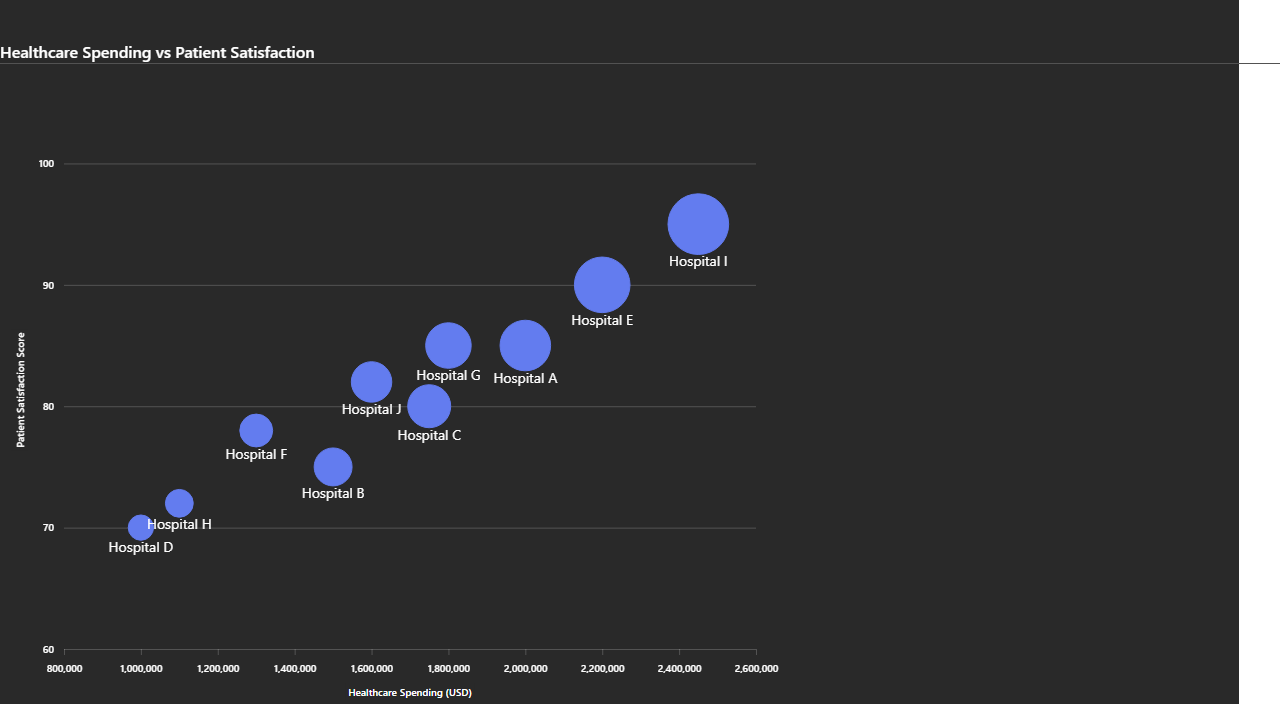 Healthcare Spending vs Patient Satisfaction
100
90
80
70
60
Patient Satisfaction Score
Hospital I
Hospital E
Hospital G
Hospital A
Hospital J
Hospital C
Hospital F
Hospital B
Hospital H
Hospital D
800,000 1,000,000 1,200,000 1,400,000 1,600,000 1,800,000 2,000,000 2,200,000 2,400,000 2,600,000
Healthcare Spending (USD)